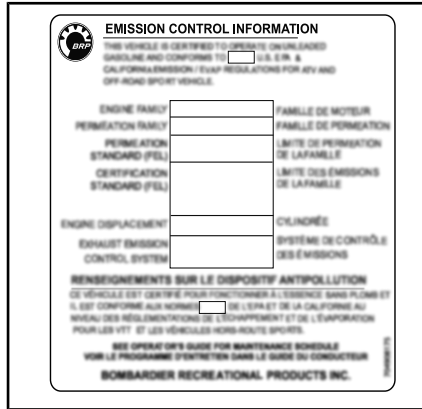 BRP
EMISSION CONTROL INFORMATION
THIS VEHICLE IS CERTIFIED TO OPERATE ON UNLEADED
GASOLINE AND CONFORMS TO U.S. EPA &
CALIFORNIA EMISSION / EVAP REGULATIONS FOR ATV AND
OFF-ROAD SPORT VEHICLE.
ENGINE FAMILY FAMILLE DE MOTEUR
PERMEATION FAMILY FAMILLE DE PERMEATION
PERMEATION LIMITE DE PERMEATION
STANDARD (FEL) DE LA FAMILLE
CERTIFICATION LIMITE DES ÉMISSIONS
STANDARD (FEL) DE LA FAMILLE
ENGINE DISPLACEMENT CYLINDRÉE
EXHAUST EMISSION SYSTÈME DE CONTRÔLE
CONTROL SYSTEM DES ÉMISSIONS
RENSEIGNEMENTS SUR LE DISPOSITIF ANTIPOLLUTION
CE VÉHICULE EST CERTIFIÉ POUR FONCTIONNER À L'ESSENCE SANS PLOMB ET
IL EST CONFORME AUX NORMES DE L'EPA ET DE LA CALIFORNIE AU
NIVEAU DES RÉGLEMENTATIONS DE L'ÉCHAPPEMENT ET DE L'ÉVAPORATION
POUR LES VTT ET LES VÉHICULES HORS-ROUTE SPORTS.
SEE OPERATOR'S GUIDE FOR MAINTENANCE SCHEDULE
VOIR LE PROGRAMME D'ENTRETIEN DANS LE GUIDE DU CONDUCTEUR
BOMBARDIER RECREATIONAL PRODUCTS INC.